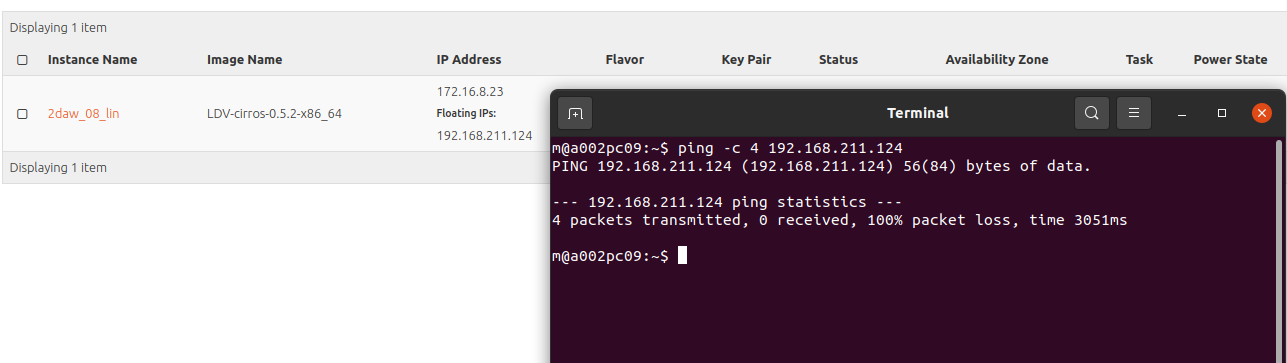 Displaying 1 item
Instance Name Image Name IP Address Flavor Key Pair Status Availability Zone Task Power State
172.16.8.23
2daw_08_lin LDV-cirros-0.5.2-x86_64 Floating IPs:
192.168.211.124
Displaying 1 item
Terminal
m@a002pc09:~$ ping -c 4 192.168.211.124
PING 192.168.211.124 (192.168.211.124) 56(84) bytes of data.
--- 192.168.211.124 ping statistics ---
4 packets transmitted, 0 received, 100% packet loss, time 3051ms
m@a002pc09:~$